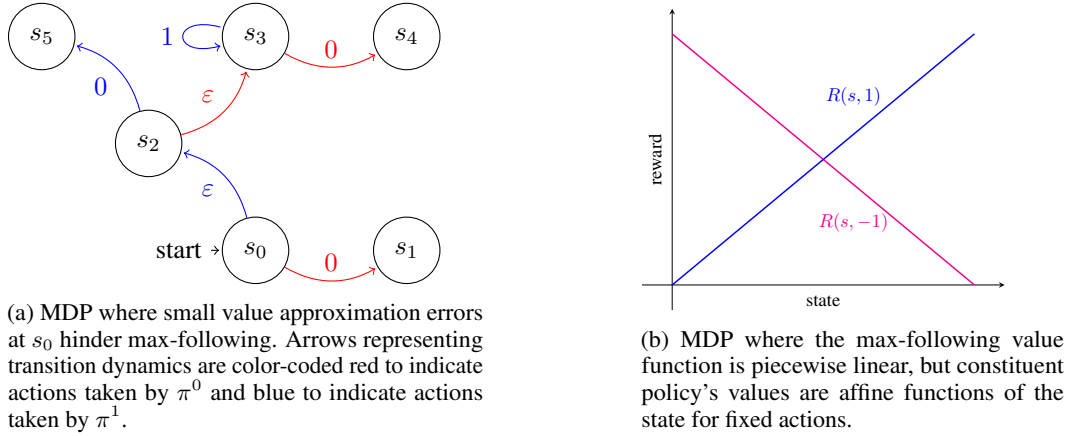 s₅
s₃
s₄
1
0
0
ε
s₂
ε
start
s₀
0
s₁
(a) MDP where small value approximation errors
at s₀ hinder max-following. Arrows representing
transition dynamics are color-coded red to indicate
actions taken by π⁰ and blue to indicate actions
taken by π¹.
reward
R(s, 1)
R(s, −1)
state
(b) MDP where the max-following value
function is piecewise linear, but constituent
policy's values are affine functions of the
state for fixed actions.